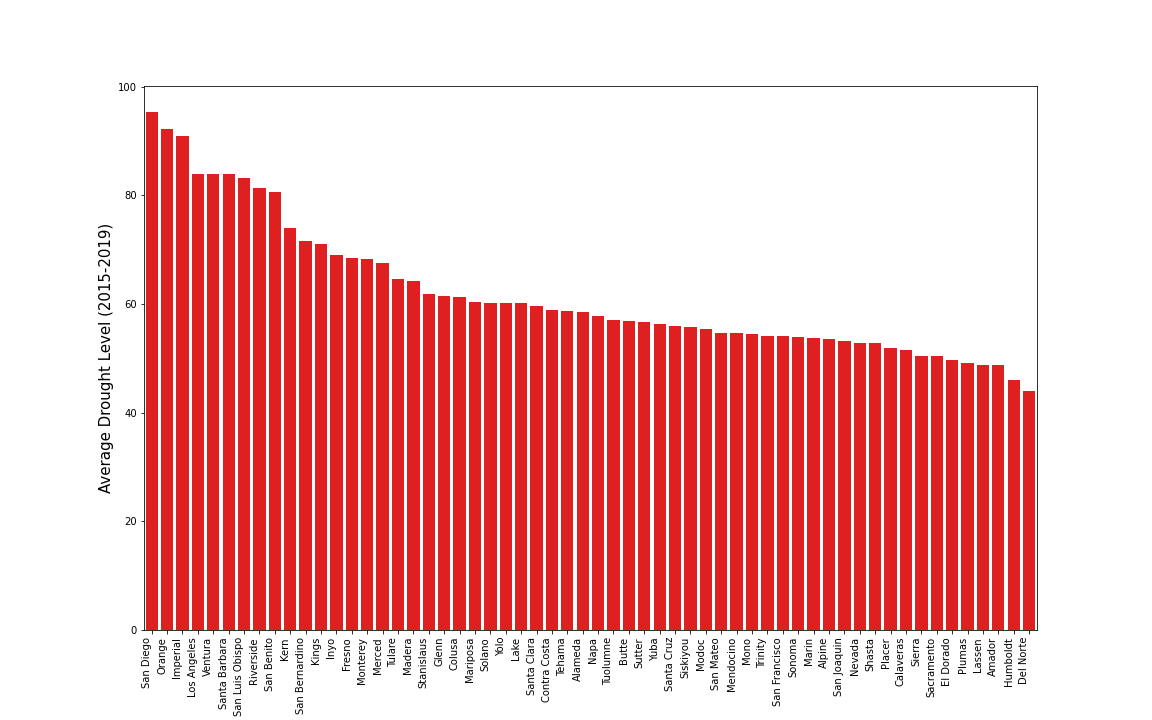 Average Drought Level (2015-2019)
100
80
60
40
20
0
San Diego
Orange
Imperial
Los Angeles
Ventura
Santa Barbara
San Luis Obispo
Riverside
San Benito
Kern
San Bernardino
Kings
Inyo
Fresno
Monterey
Merced
Tulare
Madera
Stanislaus
Glenn
Colusa
Mariposa
Solano
Yolo
Lake
Santa Clara
Contra Costa
Tehama
Alameda
Napa
Tuolumne
Butte
Sutter
Yuba
Santa Cruz
Siskiyou
Modoc
San Mateo
Mendocino
Mono
Trinity
San Francisco
Sonoma
Marin
Alpine
San Joaquin
Nevada
Shasta
Placer
Calaveras
Sierra
Sacramento
El Dorado
Plumas
Lassen
Amador
Humboldt
Del Norte